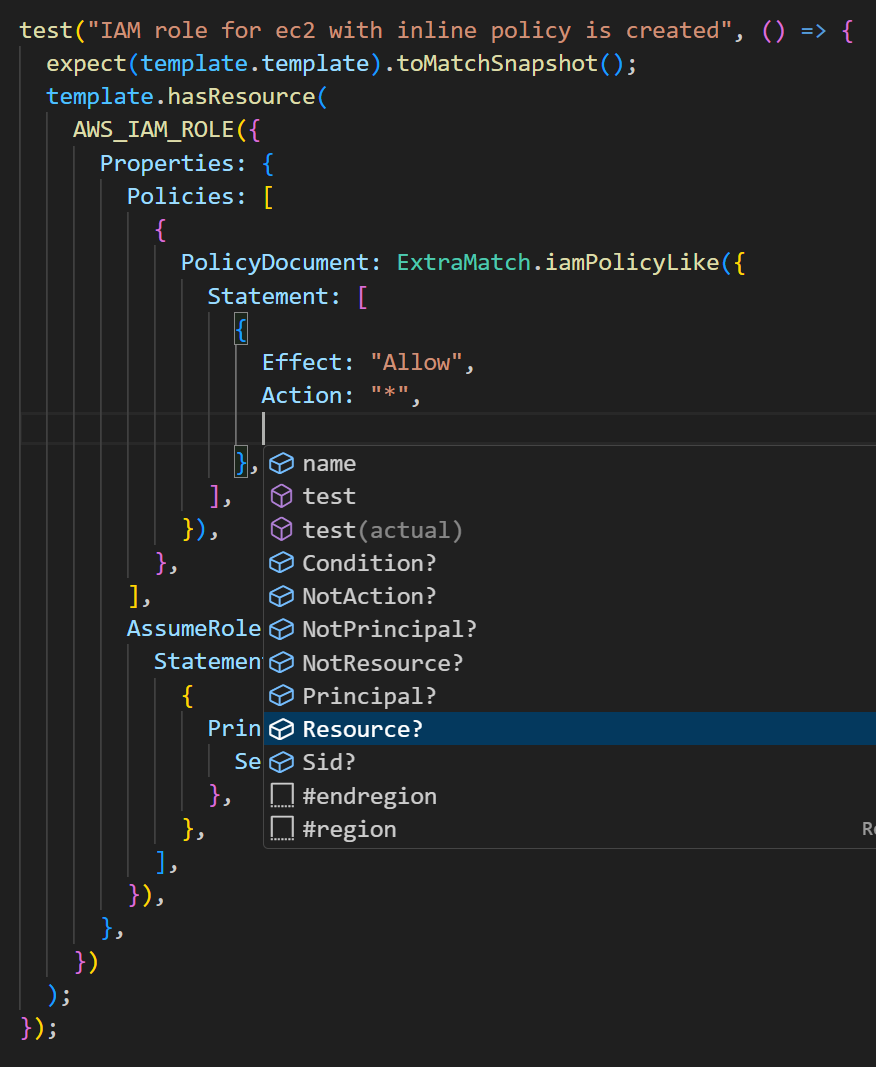 test("IAM role for ec2 with inline policy is created", () => {
expect(template.template).toMatchSnapshot();
template.hasResource(
AWS_IAM_ROLE({
Properties: {
Policies: [
{
PolicyDocument: ExtraMatch.iamPolicyLike({
Statement: [
{
Effect: "Allow",
Action: "*",
}, name
], test
}), test(actual)
}, Condition?
], NotAction?
AssumeRole NotPrincipal?
Statemen NotResource?
{ Principal?
Prin Resource?
Se Sid?
}, #endregion
}, #region Re
],
}),
},
})
);
});